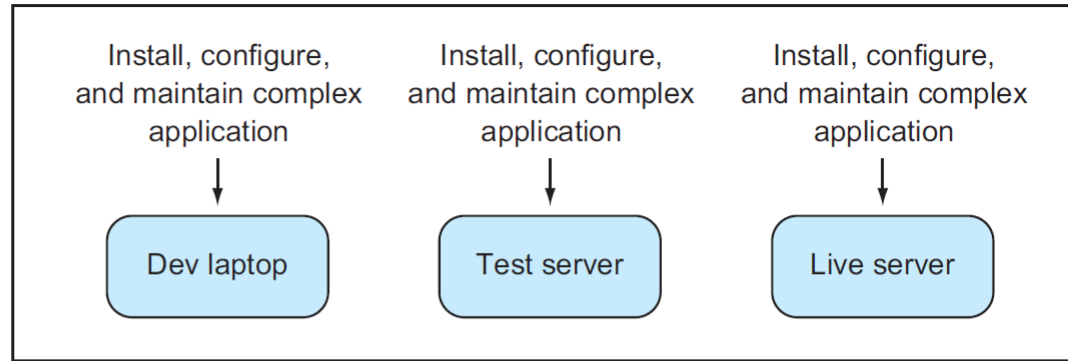 Install, configure,
and maintain complex
application
Install, configure,
and maintain complex
application
Install, configure,
and maintain complex
application
Dev laptop
Test server
Live server